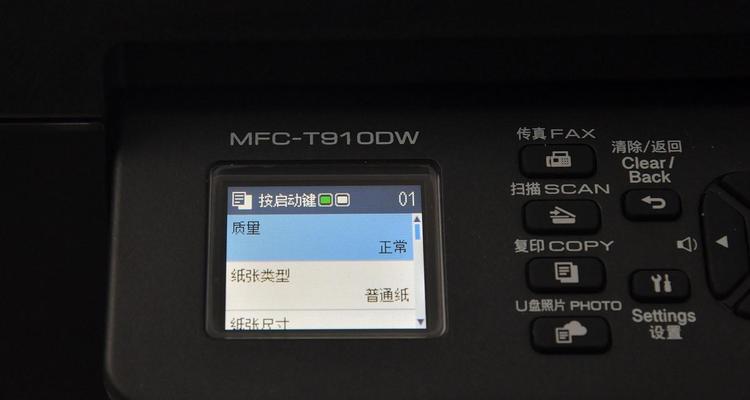 MFC-T910DW
按启动键 01
质量
正常
纸张类型
普通纸
纸张尺寸
传真 FAX
扫描 SCAN
复印 COPY
U盘照片 PHOTO
清除/返回
Clear/
Back
Settings
设置